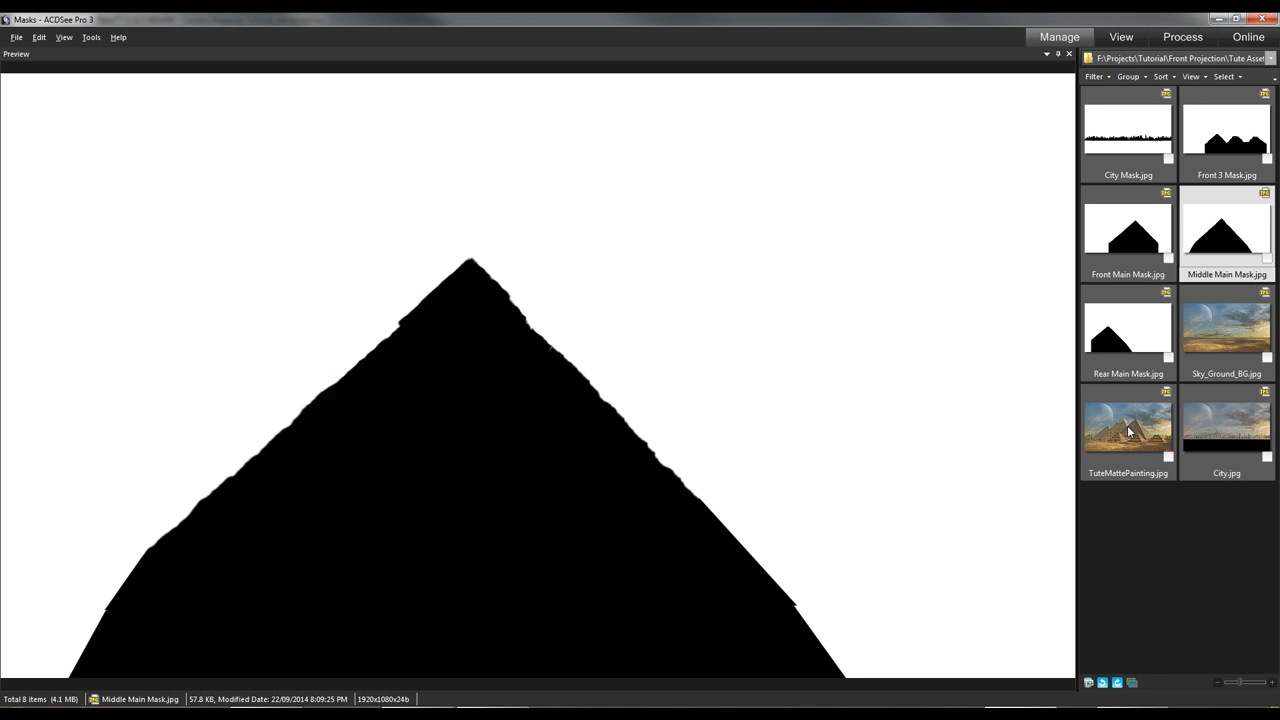 Masks - ACDSee Pro 3
File Edit View Tools Help
Manage View Process Online
Preview
F:\Projects\Tutorial\Front Projection\Tute Asset
Filter Group Sort View Select
City Mask.jpg Front 3 Mask.jpg
Front Main Mask.jpg Middle Main Mask.jpg
Rear Main Mask.jpg Sky_Ground_BG.jpg
TuteMattePainting.jpg City.jpg
Total 8 items (4.1 MB) Middle Main Mask.jpg 57.8 KB, Modified Date: 22/09/2014 8:09:25 PM 1920x1080x24b